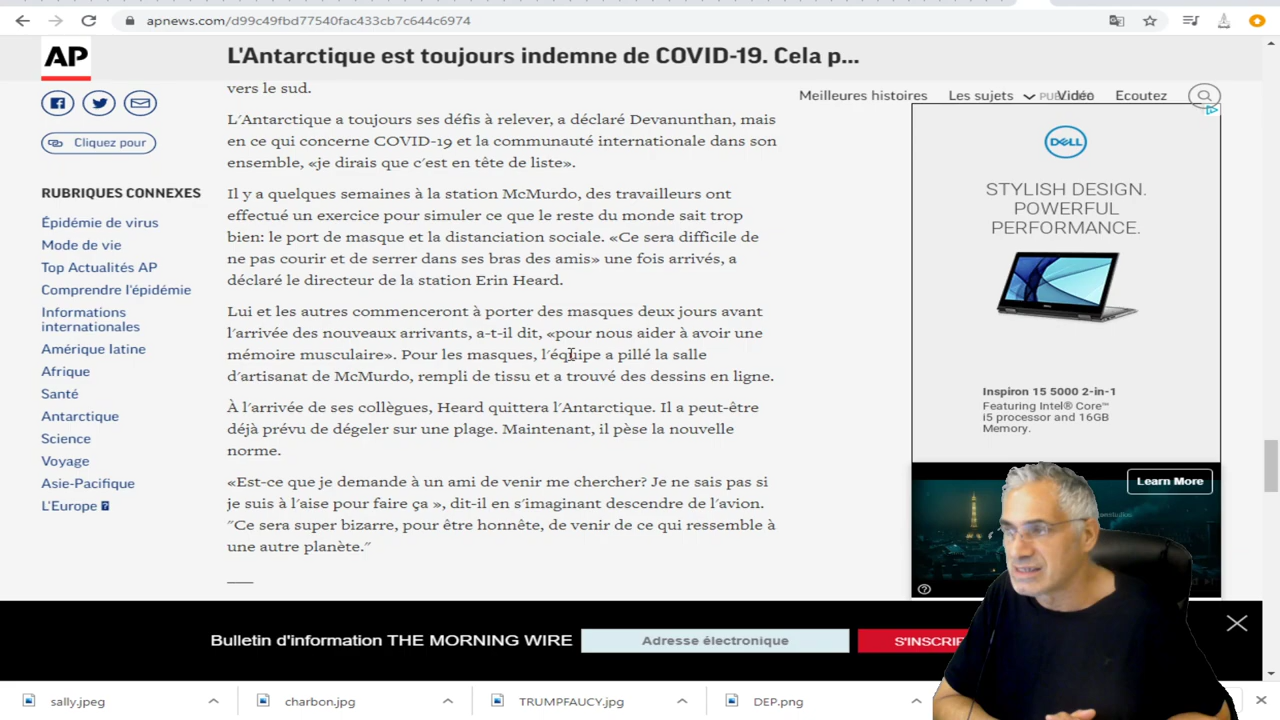 apnews.com/d99c49fbd77540fac433cb7c644c6974
AP
L'Antarctique est toujours indemne de COVID-19. Cela p...
Meilleures histoires
Les sujets
Vidéo
Ecoutez
Cliquez pour
RUBRIQUES CONNEXES
Épidémie de virus
Mode de vie
Top Actualités AP
Comprendre l'épidémie
Informations
internationales
Amérique latine
Afrique
Santé
Antarctique
Science
Voyage
Asie-Pacifique
L'Europe
vers le sud.
L'Antarctique a toujours ses défis à relever, a déclaré Devanunthan, mais
en ce qui concerne COVID-19 et la communauté internationale dans son
ensemble, «je dirais que c'est en tête de liste».
Il y a quelques semaines à la station McMurdo, des travailleurs ont
effectué un exercice pour simuler ce que le reste du monde sait trop
bien: le port de masque et la distanciation sociale. «Ce sera difficile de
ne pas courir et de serrer dans ses bras des amis» une fois arrivés, a
déclaré le directeur de la station Erin Heard.
Lui et les autres commenceront à porter des masques deux jours avant
l'arrivée des nouveaux arrivants, a-t-il dit, «pour nous aider à avoir une
mémoire musculaire». Pour les masques, l'équipe a pillé la salle
d'artisanat de McMurdo, rempli de tissu et a trouvé des dessins en ligne.
À l'arrivée de ses collègues, Heard quittera l'Antarctique. Il a peut-être
déjà prévu de dégeler sur une plage. Maintenant, il pèse la nouvelle
norme.
«Est-ce que je demande à un ami de venir me chercher? Je ne sais pas si
je suis à l'aise pour faire ça », dit-il en s'imaginant descendre de l'avion.
"Ce sera super bizarre, pour être honnête, de venir de ce qui ressemble à
une autre planète."
DELL
STYLISH DESIGN.
POWERFUL
PERFORMANCE.
Inspiron 15 5000 2-in-1
Featuring Intel® Core™
i5 processor and 16GB
Memory.
Learn More
Bulletin d'information THE MORNING WIRE
Adresse électronique
sally.jpeg
charbon.jpg
TRUMPFAUCY.jpg
DEP.png